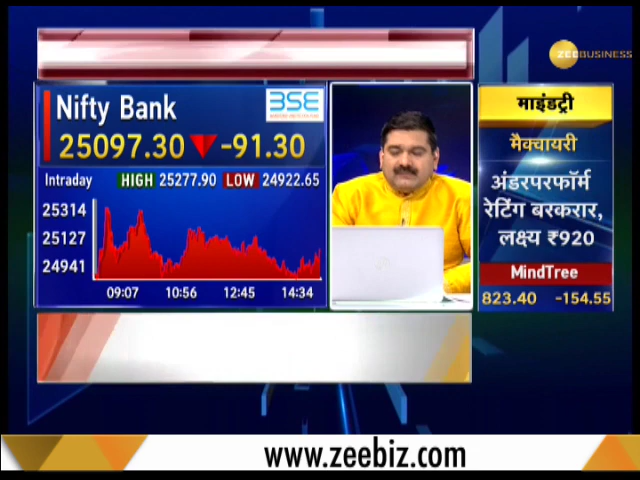 ZEE BUSINESS
Nifty Bank
BSE
25097.30 -91.30
Intraday HIGH 25277.90 LOW 24922.65
25314
25127
24941
09:07 10:56 12:45 14:34
माइंडट्री
मैक्वायरी
अंडरपरफॉर्म
रेटिंग बरकरार,
लक्ष्य ₹920
MindTree
823.40 -154.55
www.zeebiz.com